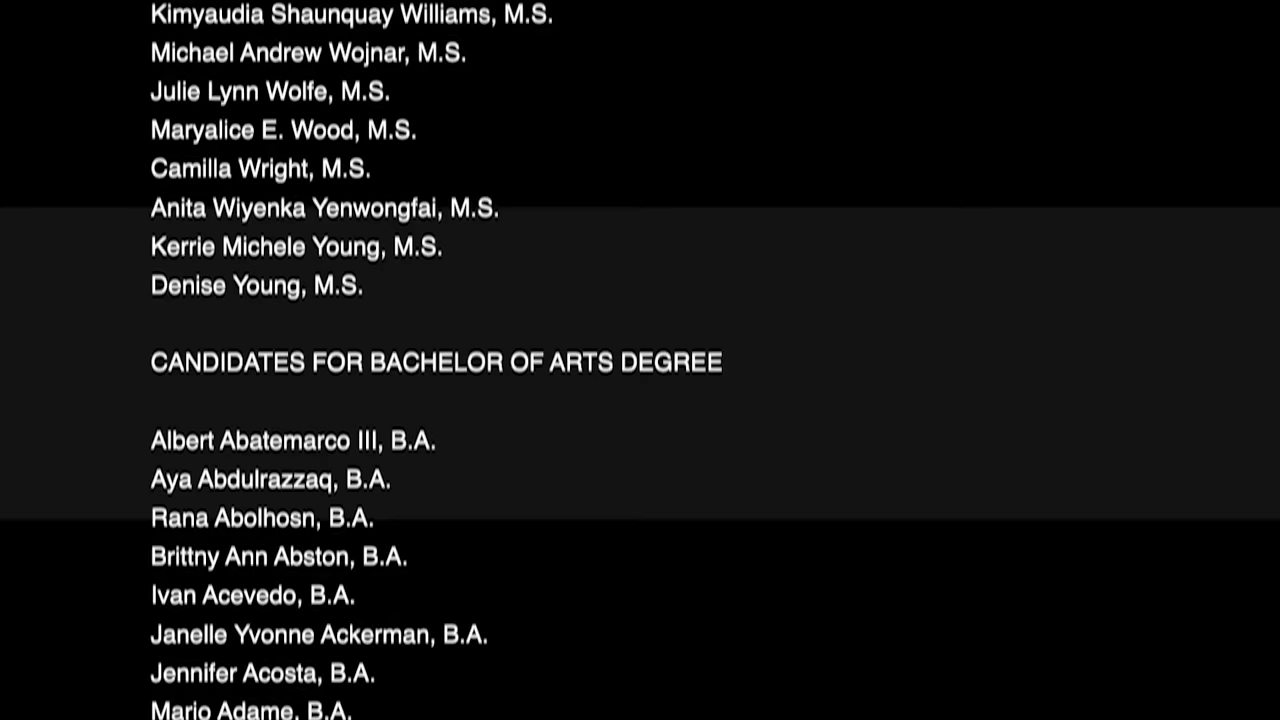 Kimyaudia Shaunquay Williams, M.S.
Michael Andrew Wojnar, M.S.
Julie Lynn Wolfe, M.S.
Maryalice E. Wood, M.S.
Camilla Wright, M.S.
Anita Wiyenka Yenwongfai, M.S.
Kerrie Michele Young, M.S.
Denise Young, M.S.
CANDIDATES FOR BACHELOR OF ARTS DEGREE
Albert Abatemarco III, B.A.
Aya Abdulrazzaq, B.A.
Rana Abolhosn, B.A.
Brittny Ann Abston, B.A.
Ivan Acevedo, B.A.
Janelle Yvonne Ackerman, B.A.
Jennifer Acosta, B.A.
Mario Adame, B.A.